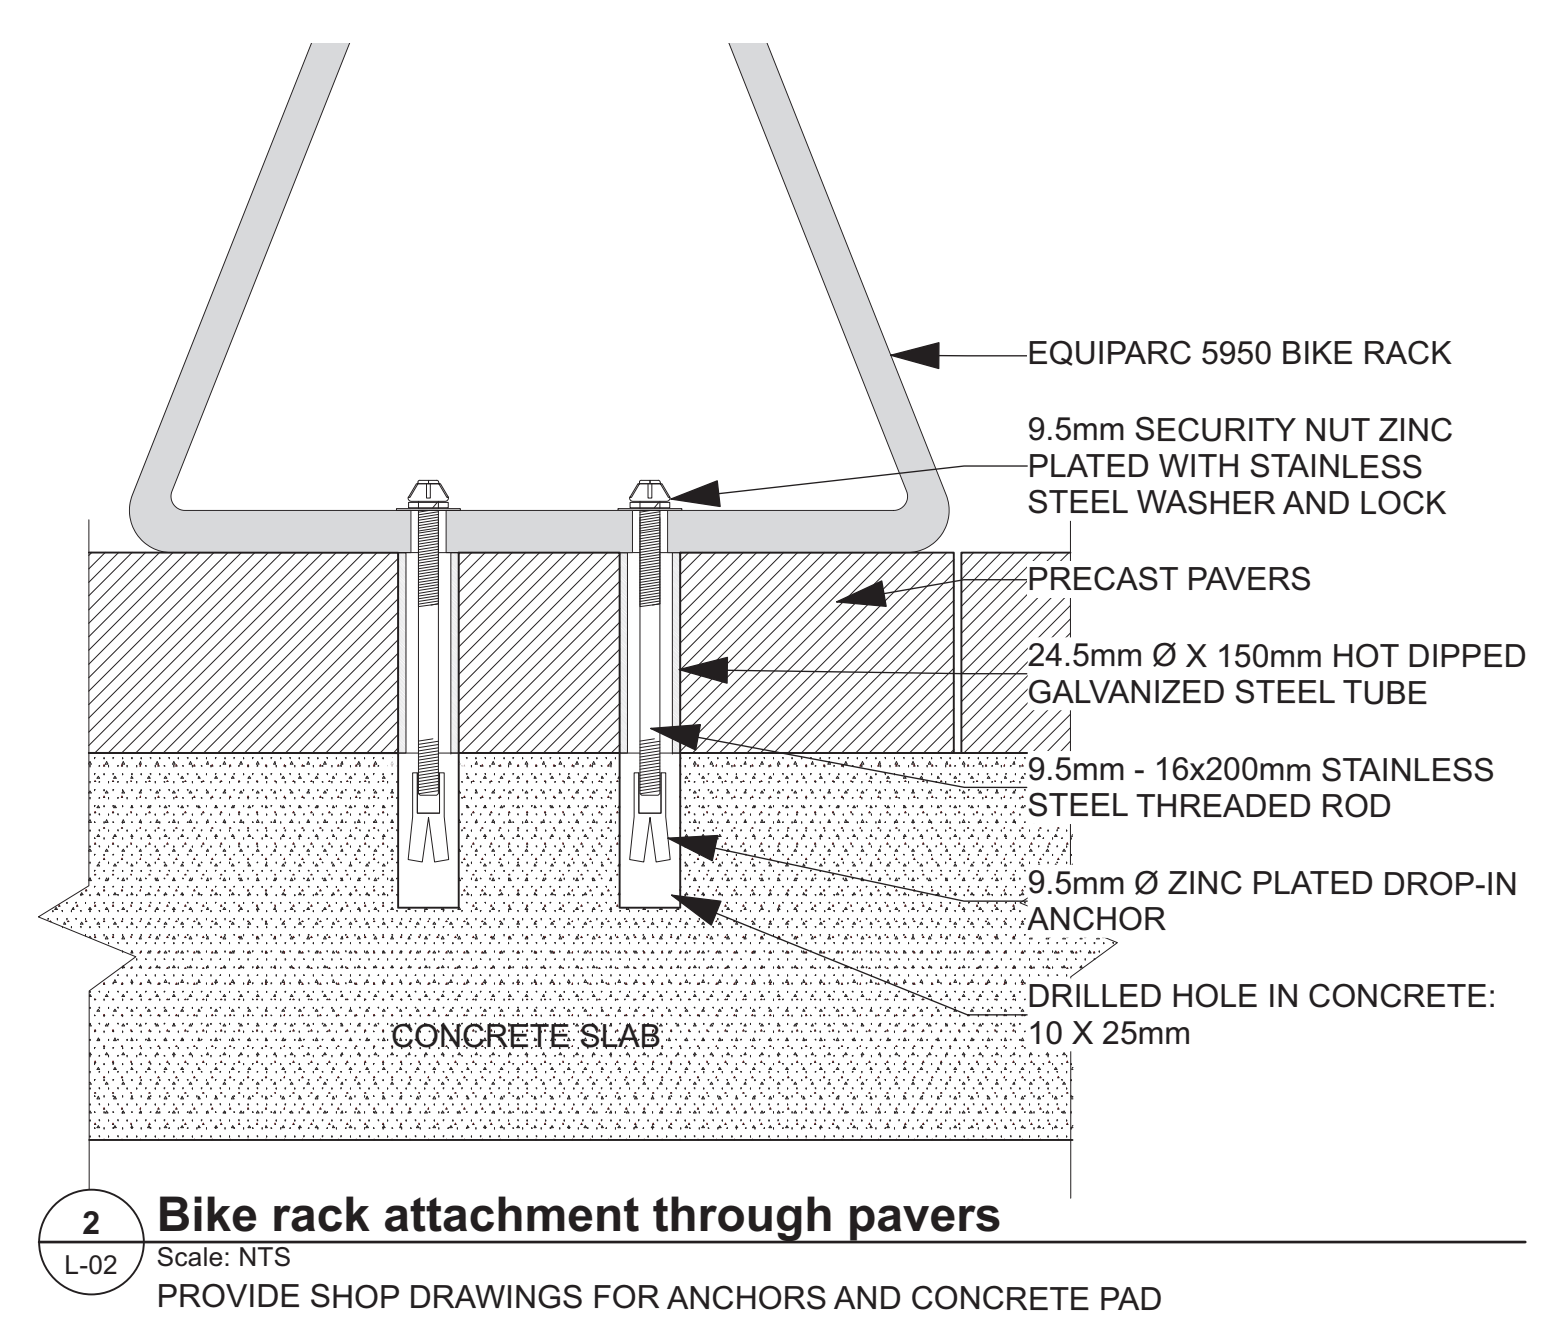 EQUIPARC 5950 BIKE RACK
9.5mm SECURITY NUT ZINC
PLATED WITH STAINLESS
STEEL WASHER AND LOCK
PRECAST PAVERS
24.5mm Ø X 150mm HOT DIPPED
GALVANIZED STEEL TUBE
9.5mm - 16x200mm STAINLESS
STEEL THREADED ROD
9.5mm Ø ZINC PLATED DROP-IN
ANCHOR
DRILLED HOLE IN CONCRETE:
10 X 25mm
CONCRETE SLAB
2
L-02
Bike rack attachment through pavers
Scale: NTS
PROVIDE SHOP DRAWINGS FOR ANCHORS AND CONCRETE PAD